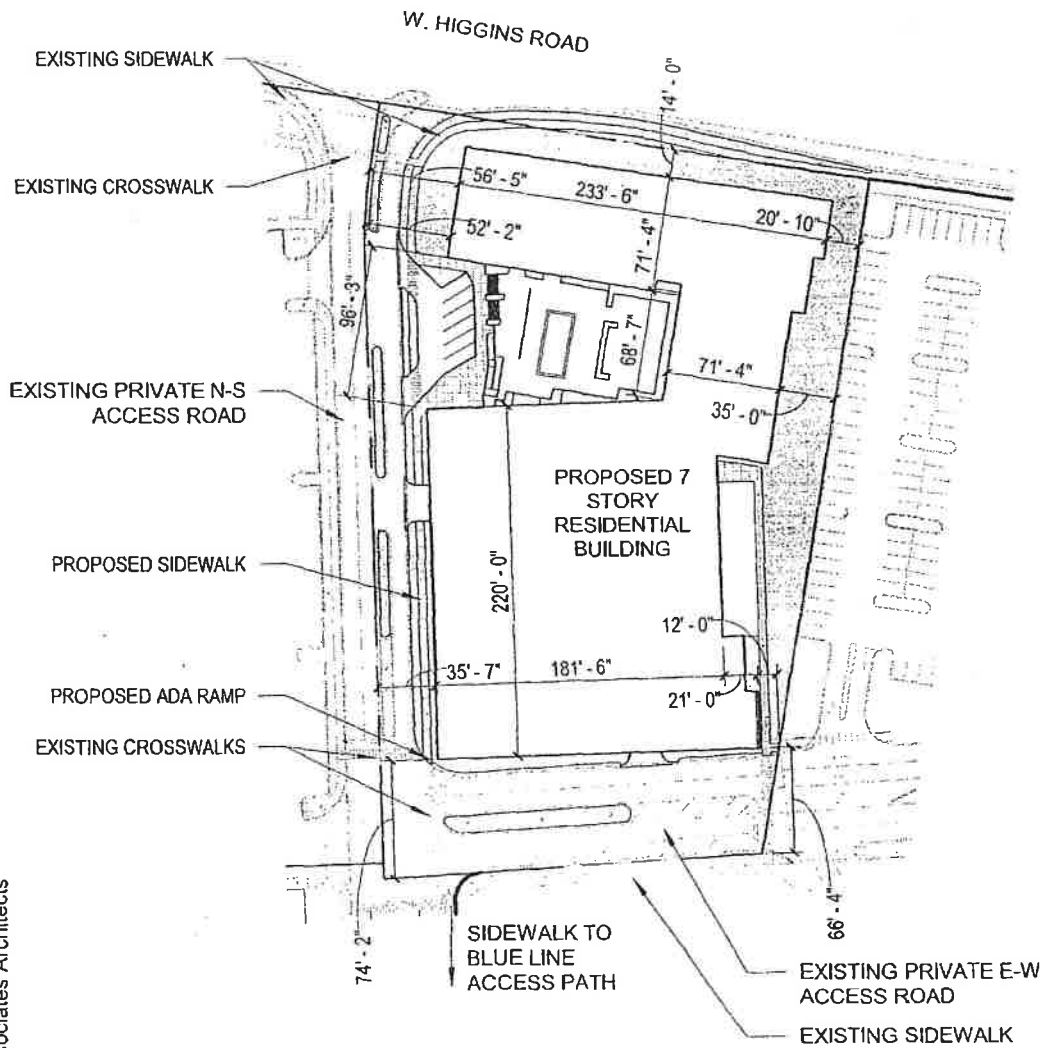 W. HIGGINS ROAD
EXISTING SIDEWALK
14' - 0"
EXISTING CROSSWALK
56' - 5"
233' - 6"
20' - 10"
52' - 2"
71' - 4"
96' - 3"
68' - 7"
71' - 4"
35' - 0"
EXISTING PRIVATE N-S
ACCESS ROAD
PROPOSED 7
STORY
RESIDENTIAL
BUILDING
PROPOSED SIDEWALK
220' - 0"
12' - 0"
35' - 7"
181' - 6"
21' - 0"
PROPOSED ADA RAMP
EXISTING CROSSWALKS
74' - 2"
66' - 4"
SIDEWALK TO
BLUE LINE
ACCESS PATH
EXISTING PRIVATE E-W
ACCESS ROAD
EXISTING SIDEWALK
Architects